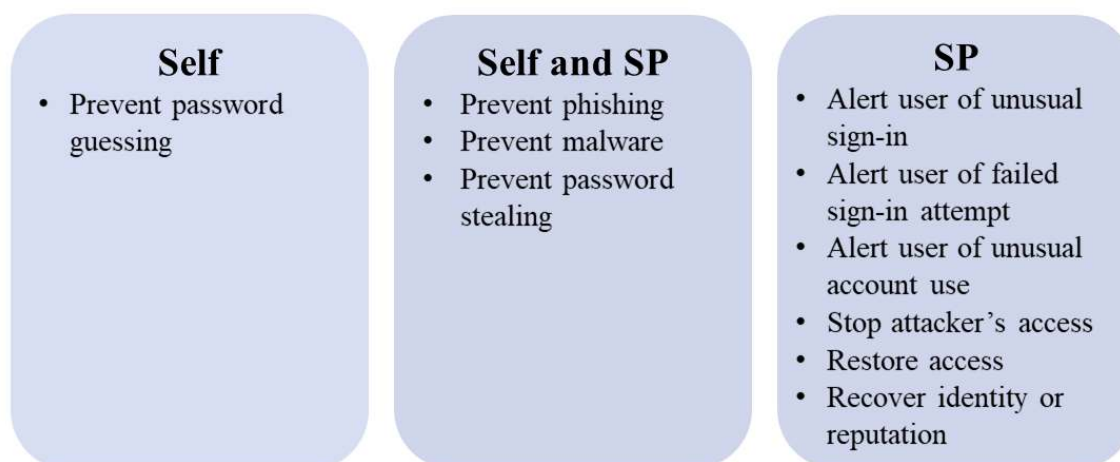 Self
• Prevent password
guessing
Self and SP
• Prevent phishing
• Prevent malware
• Prevent password
stealing
SP
• Alert user of unusual
sign-in
• Alert user of failed
sign-in attempt
• Alert user of unusual
account use
• Stop attacker’s access
• Restore access
• Recover identity or
reputation